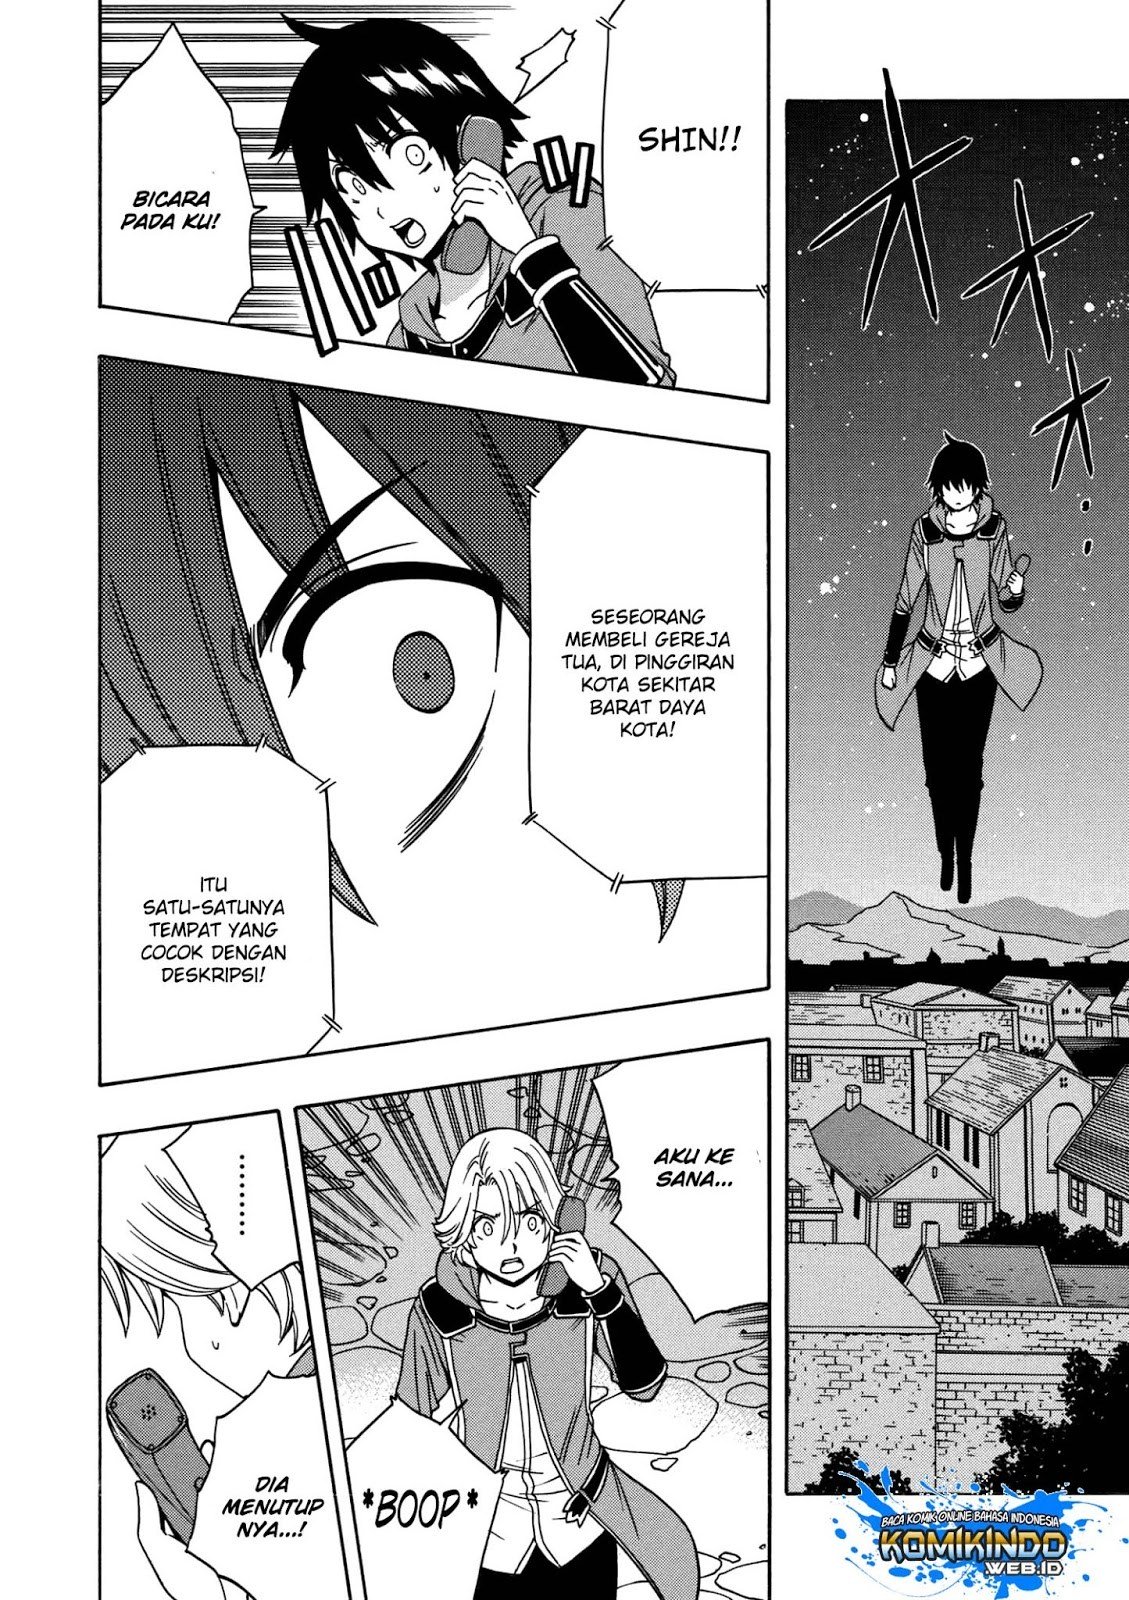 SHIN!!
BICARA
PADA KU!
SESEORANG
MEMBELI GEREJA
TUA, DI PINGGIRAN
KOTA SEKITAR
BARAT DAYA
KOTA!
ITU
SATU-SATUNYA
TEMPAT YANG
COCOK DENGAN
DESKRIPSI!
AKU KE
SANA...
*BOOP*
........
DIA
MENUTUP
NYA...!
BACA KOMIK ONLINE BAHASA INDONESIA
KOMIKINDO
WEB.ID